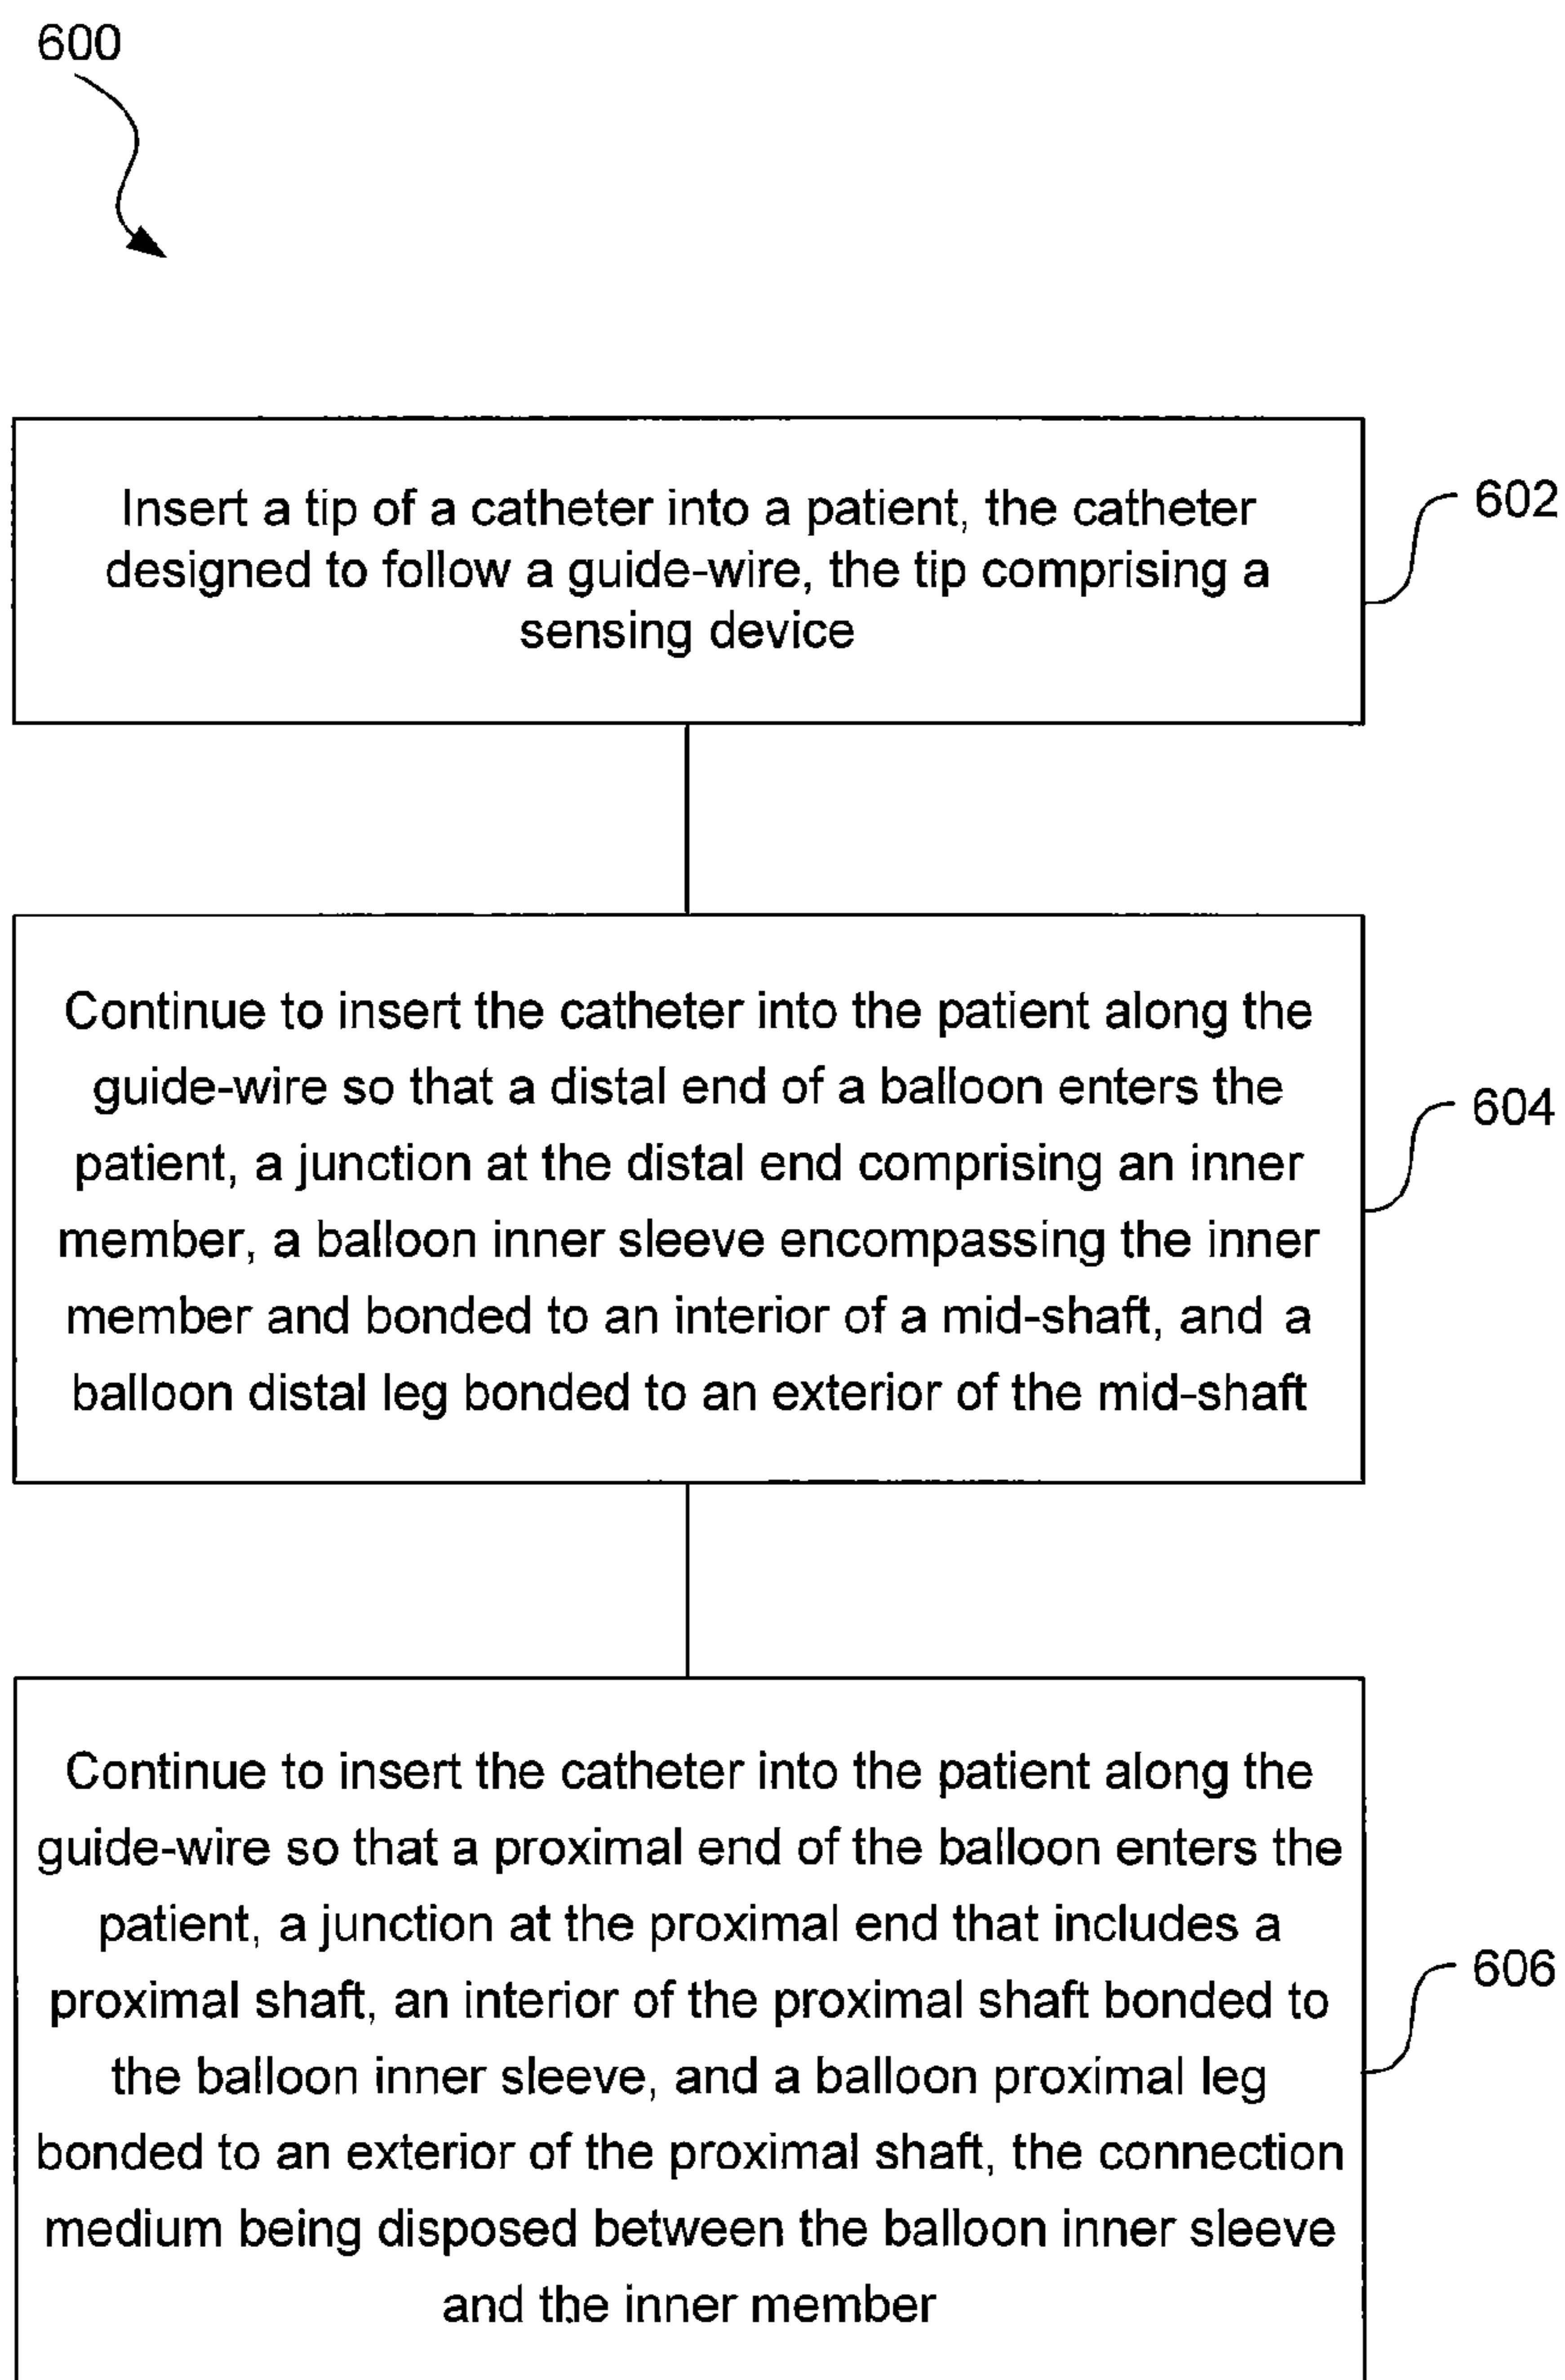 600
Insert a tip of a catheter into a patient, the catheter
designed to follow a guide-wire, the tip comprising a
sensing device
602
Continue to insert the catheter into the patient along the
guide-wire so that a distal end of a balloon enters the
patient, a junction at the distal end comprising an inner
member, a balloon inner sleeve encompassing the inner
member and bonded to an interior of a mid-shaft, and a
balloon distal leg bonded to an exterior of the mid-shaft
604
Continue to insert the catheter into the patient along the
guide-wire so that a proximal end of the balloon enters the
patient, a junction at the proximal end that includes a
proximal shaft, an interior of the proximal shaft bonded to
the balloon inner sleeve, and a balloon proximal leg
bonded to an exterior of the proximal shaft, the connection
medium being disposed between the balloon inner sleeve
and the inner member
606